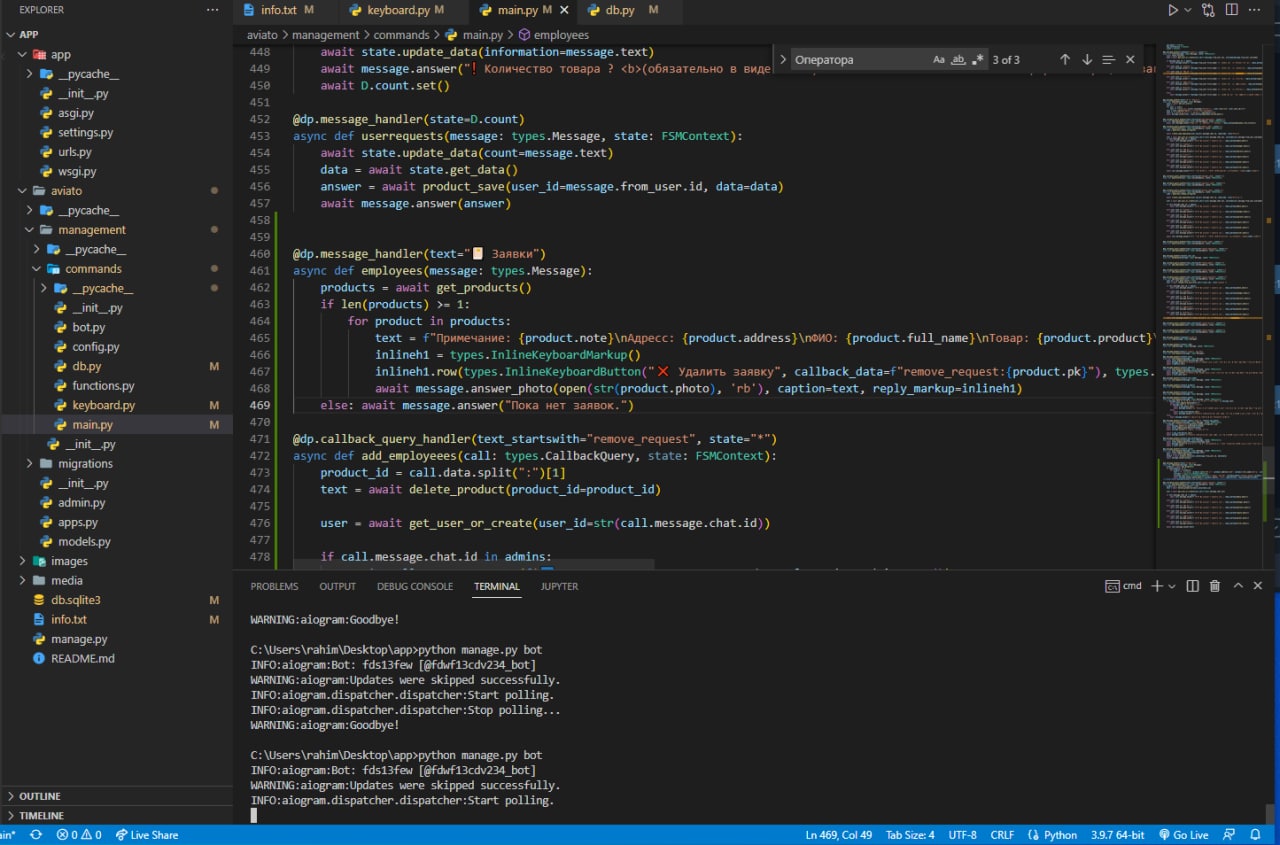 EXPLORER
···
APP
app
__pycache__
__init__.py
asgi.py
settings.py
urls.py
wsgi.py
aviato
__pycache__
management
__pycache__
commands
__pycache__
__init__.py
bot.py
config.py
db.py M
functions.py
keyboard.py M
main.py M
__init__.py
migrations
__init__.py
admin.py
apps.py
models.py
images
media
db.sqlite3 M
info.txt M
manage.py
README.md
OUTLINE
TIMELINE
info.txt M
keyboard.py M
main.py M
db.py M
aviato > management > commands > main.py > employees
Оператора
Aa ab .* 3 of 3
448 await state.update_data(information=message.text)
449 await message.answer("❗ Количество товара ? <b>(обязательно в виде
450 await D.count.set()
451
452 @dp.message_handler(state=D.count)
453 async def userrequests(message: types.Message, state: FSMContext):
454 await state.update_data(count=message.text)
455 data = await state.get_data()
456 answer = await product_save(user_id=message.from_user.id, data=data)
457 await message.answer(answer)
458
459
460 @dp.message_handler(text="🗒 Заявки")
461 async def employees(message: types.Message):
462 products = await get_products()
463 if len(products) >= 1:
464 for product in products:
465 text = f"Примечание: {product.note}\nАдресс: {product.address}\nФИО: {product.full_name}\nТовар: {product.product}\
466 inlineh1 = types.InlineKeyboardMarkup()
467 inlineh1.row(types.InlineKeyboardButton("❌ Удалить заявку", callback_data=f"remove_request:{product.pk}"), types.
468 await message.answer_photo(open(str(product.photo), 'rb'), caption=text, reply_markup=inlineh1)
469 else: await message.answer("Пока нет заявок.")
470
471 @dp.callback_query_handler(text_startswith="remove_request", state="*")
472 async def add_employeees(call: types.CallbackQuery, state: FSMContext):
473 product_id = call.data.split(":")[1]
474 text = await delete_product(product_id=product_id)
475
476 user = await get_user_or_create(user_id=str(call.message.chat.id))
477
478 if call.message.chat.id in admins:
PROBLEMS OUTPUT DEBUG CONSOLE TERMINAL JUPYTER
cmd
WARNING:aiogram:Goodbye!
C:\Users\rahim\Desktop\app>python manage.py bot
INFO:aiogram:Bot: fds13few [@fdwf13cdv234_bot]
WARNING:aiogram:Updates were skipped successfully.
INFO:aiogram.dispatcher.dispatcher:Start polling.
INFO:aiogram.dispatcher.dispatcher:Stop polling...
WARNING:aiogram:Goodbye!
C:\Users\rahim\Desktop\app>python manage.py bot
INFO:aiogram:Bot: fds13few [@fdwf13cdv234_bot]
WARNING:aiogram:Updates were skipped successfully.
INFO:aiogram.dispatcher.dispatcher:Start polling.
ain* 0 0 Live Share Ln 469, Col 49 Tab Size: 4 UTF-8 CRLF Python 3.9.7 64-bit Go Live